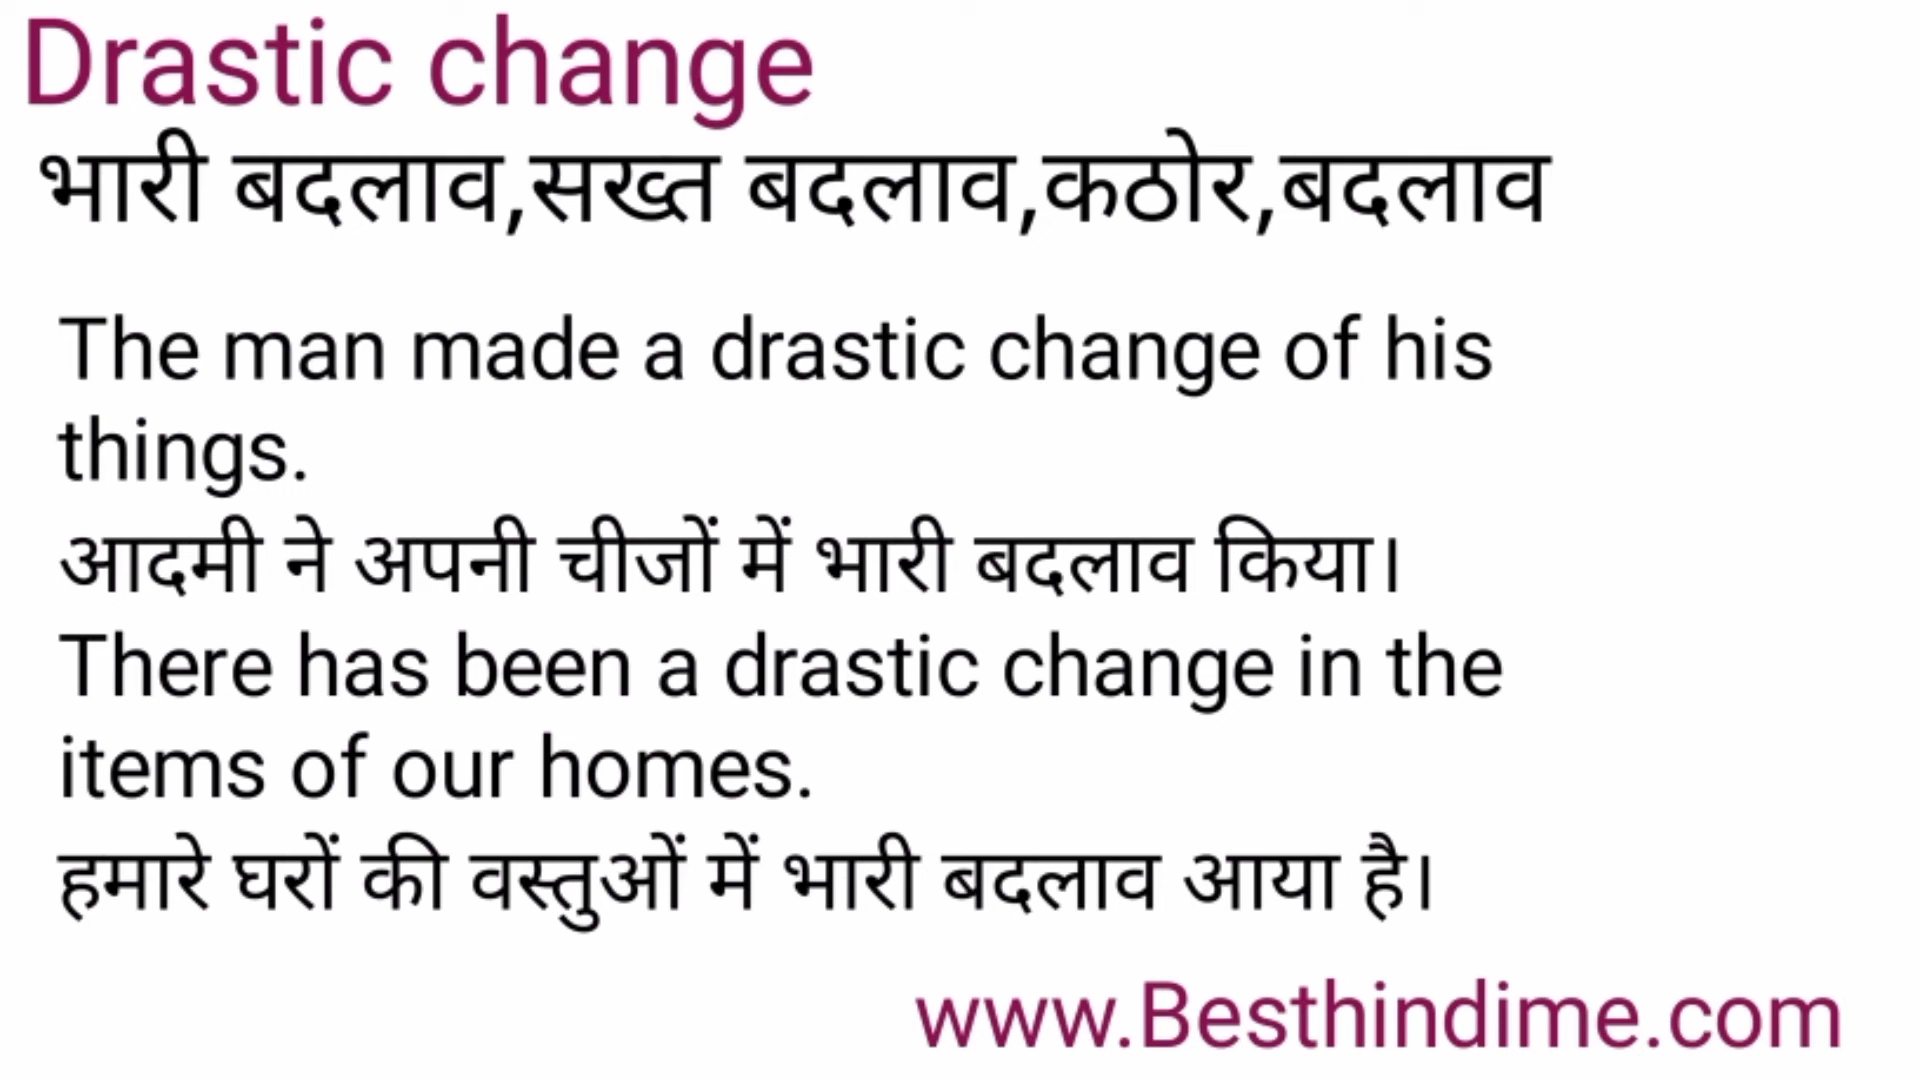 Drastic change
भारी बदलाव,सख्त बदलाव,कठोर,बदलाव
The man made a drastic change of his
things.
आदमी ने अपनी चीजों में भारी बदलाव किया।
There has been a drastic change in the
items of our homes.
हमारे घरों की वस्तुओं में भारी बदलाव आया है।
www.Besthindime.com